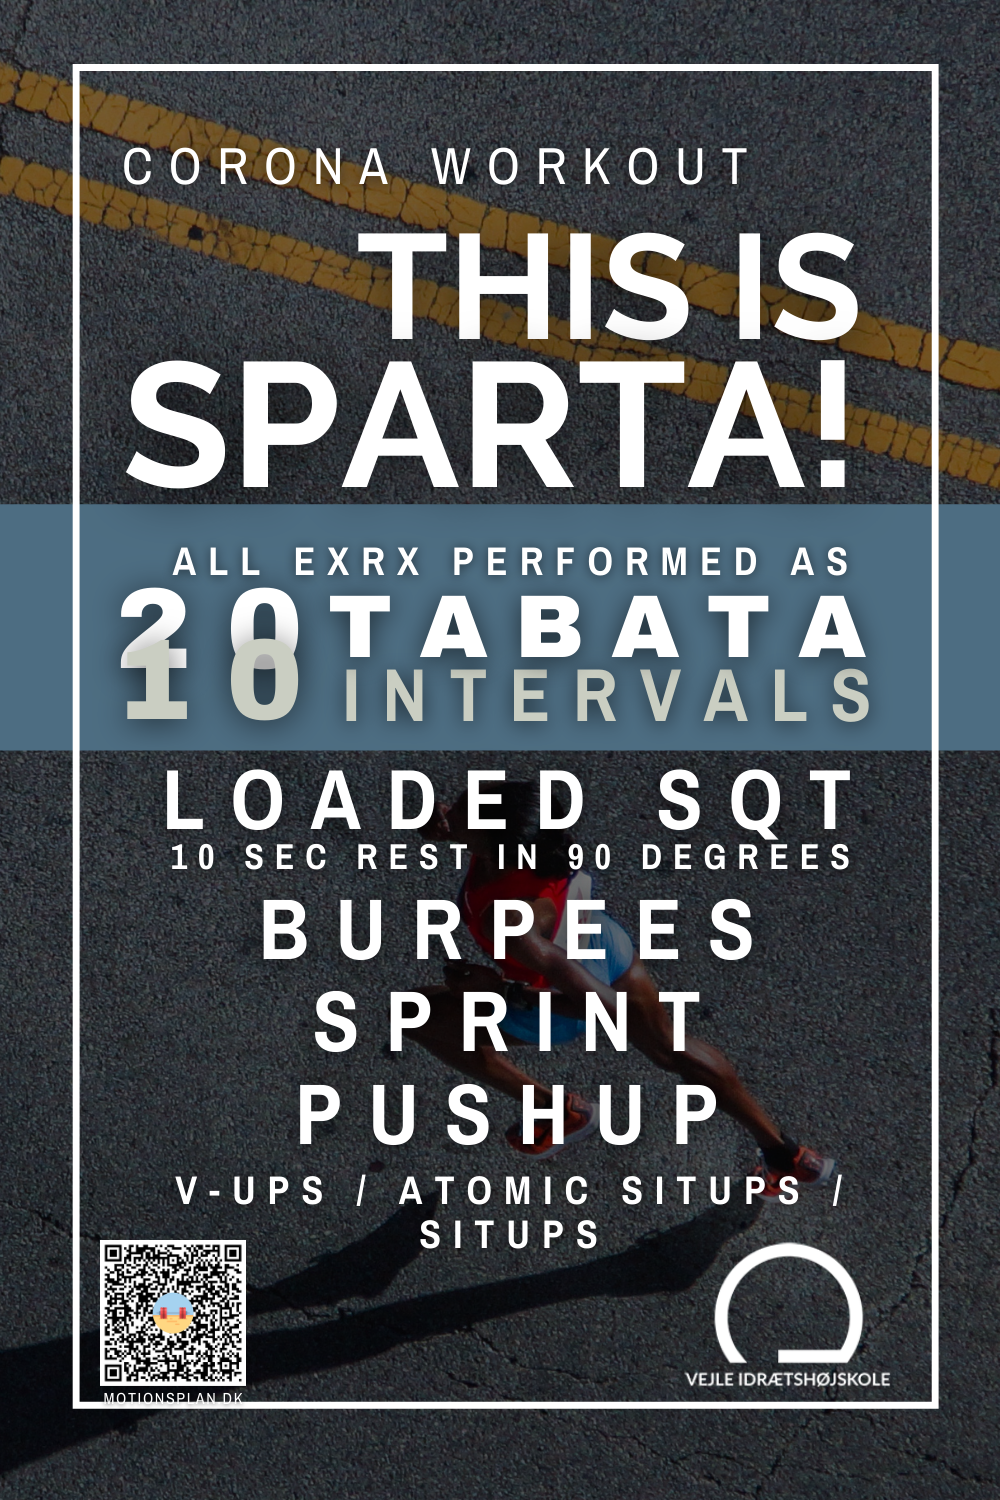 CORONA WORKOUT
THIS IS
SPARTA!
ALL EXRX PERFORMED AS
20 TABATA
10 INTERVALS
LOADED SQT
10 SEC REST IN 90 DEGREES
BURPEES
SPRINT
PUSHUP
V-UPS / ATOMIC SITUPS /
SITUPS
MOTIONSPLAN.DK
VEJLE IDRÆTSHØJSKOLE